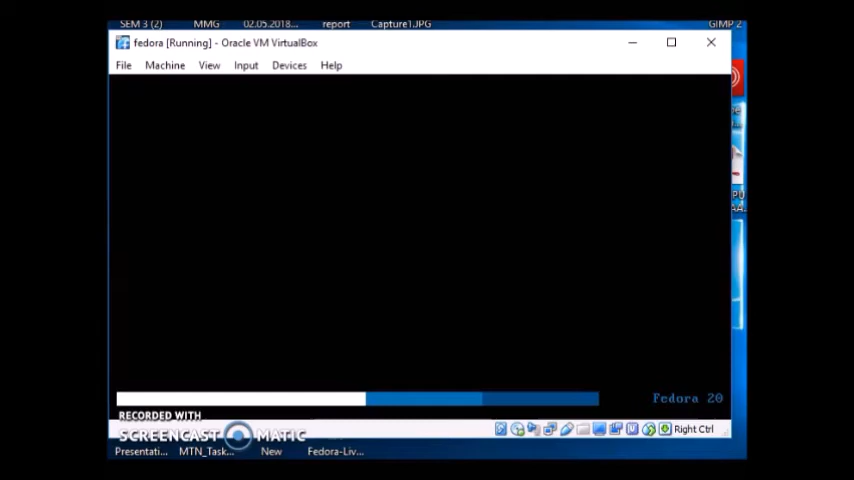 SEM 3 (2) MMG 02.05.2018... report Capture1.JPG GIMP 2
fedora [Running] - Oracle VM VirtualBox
File Machine View Input Devices Help
Fedora 20
RECORDED WITH
SCREENCAST MATIC
Right Ctrl
Presentati... MTN_Task... New Fedora-Liv...